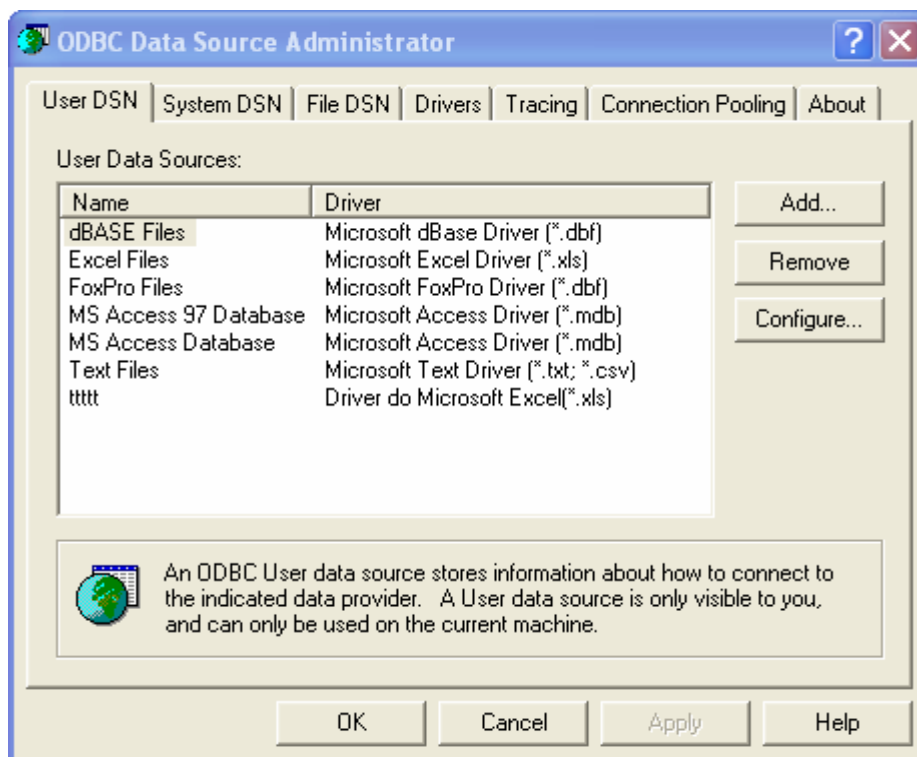 ODBC Data Source Administrator
User DSN System DSN File DSN Drivers Tracing Connection Pooling About
User Data Sources:
Name Driver
dBASE Files Microsoft dBase Driver (*.dbf)
Excel Files Microsoft Excel Driver (*.xls)
FoxPro Files Microsoft FoxPro Driver (*.dbf)
MS Access 97 Database Microsoft Access Driver (*.mdb)
MS Access Database Microsoft Access Driver (*.mdb)
Text Files Microsoft Text Driver (*.txt; *.csv)
ttttt Driver do Microsoft Excel(*.xls)
Add...
Remove
Configure...
An ODBC User data source stores information about how to connect to
the indicated data provider. A User data source is only visible to you,
and can only be used on the current machine.
OK Cancel Apply Help